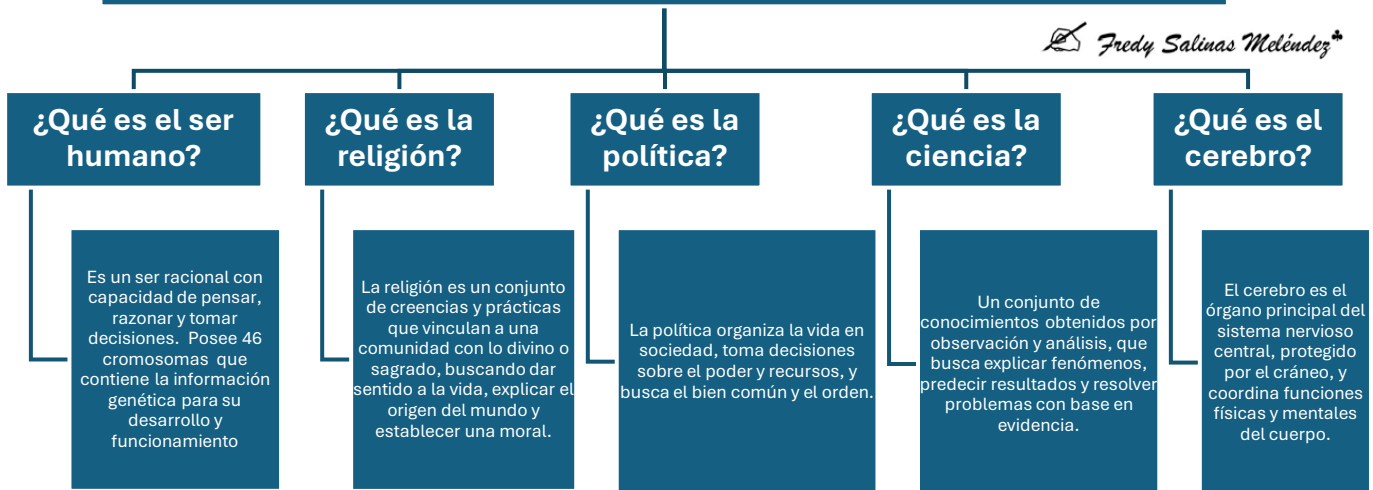 Fredy Salinas Meléndez
¿Qué es el ser
humano?
¿Qué es la
religión?
¿Qué es la
política?
¿Qué es la
ciencia?
¿Qué es el
cerebro?
Es un ser racional con
capacidad de pensar,
razonar y tomar
decisiones. Posee 46
cromosomas que
contiene la información
genética para su
desarrollo y
funcionamiento
La religión es un conjunto
de creencias y prácticas
que vinculan a una
comunidad con lo divino o
sagrado, buscando dar
sentido a la vida, explicar el
origen del mundo y
establecer una moral.
La política organiza la vida en
sociedad, toma decisiones
sobre el poder y recursos, y
busca el bien común y el orden.
Un conjunto de
conocimientos obtenidos por
observación y análisis, que
busca explicar fenómenos,
predecir resultados y resolver
problemas con base en
evidencia.
El cerebro es el
órgano principal del
sistema nervioso
central, protegido
por el cráneo, y
coordina funciones
físicas y mentales
del cuerpo.